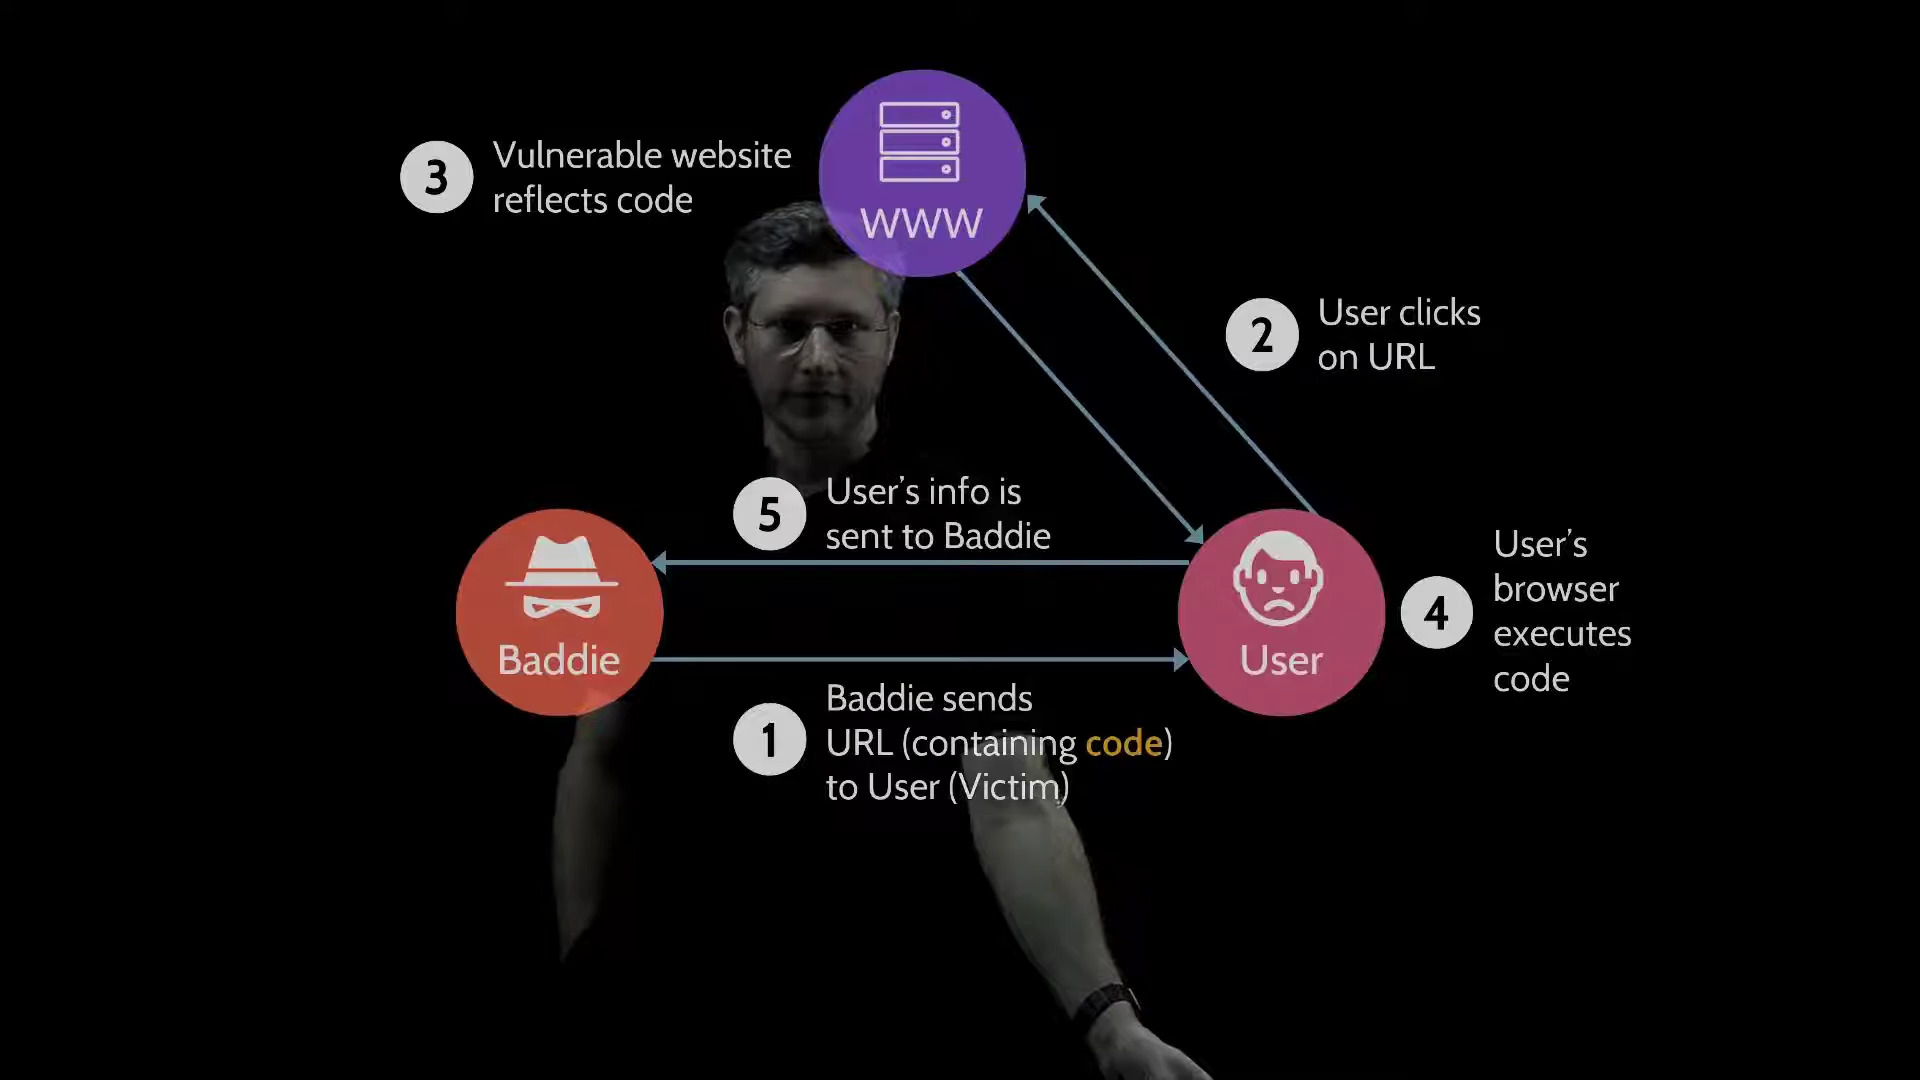 WWW
3
Vulnerable website
reflects code
2
User clicks
on URL
5
User's info is
sent to Baddie
Baddie
User
4
User's
browser
executes
code
1
Baddie sends
URL (containing code)
to User (Victim)